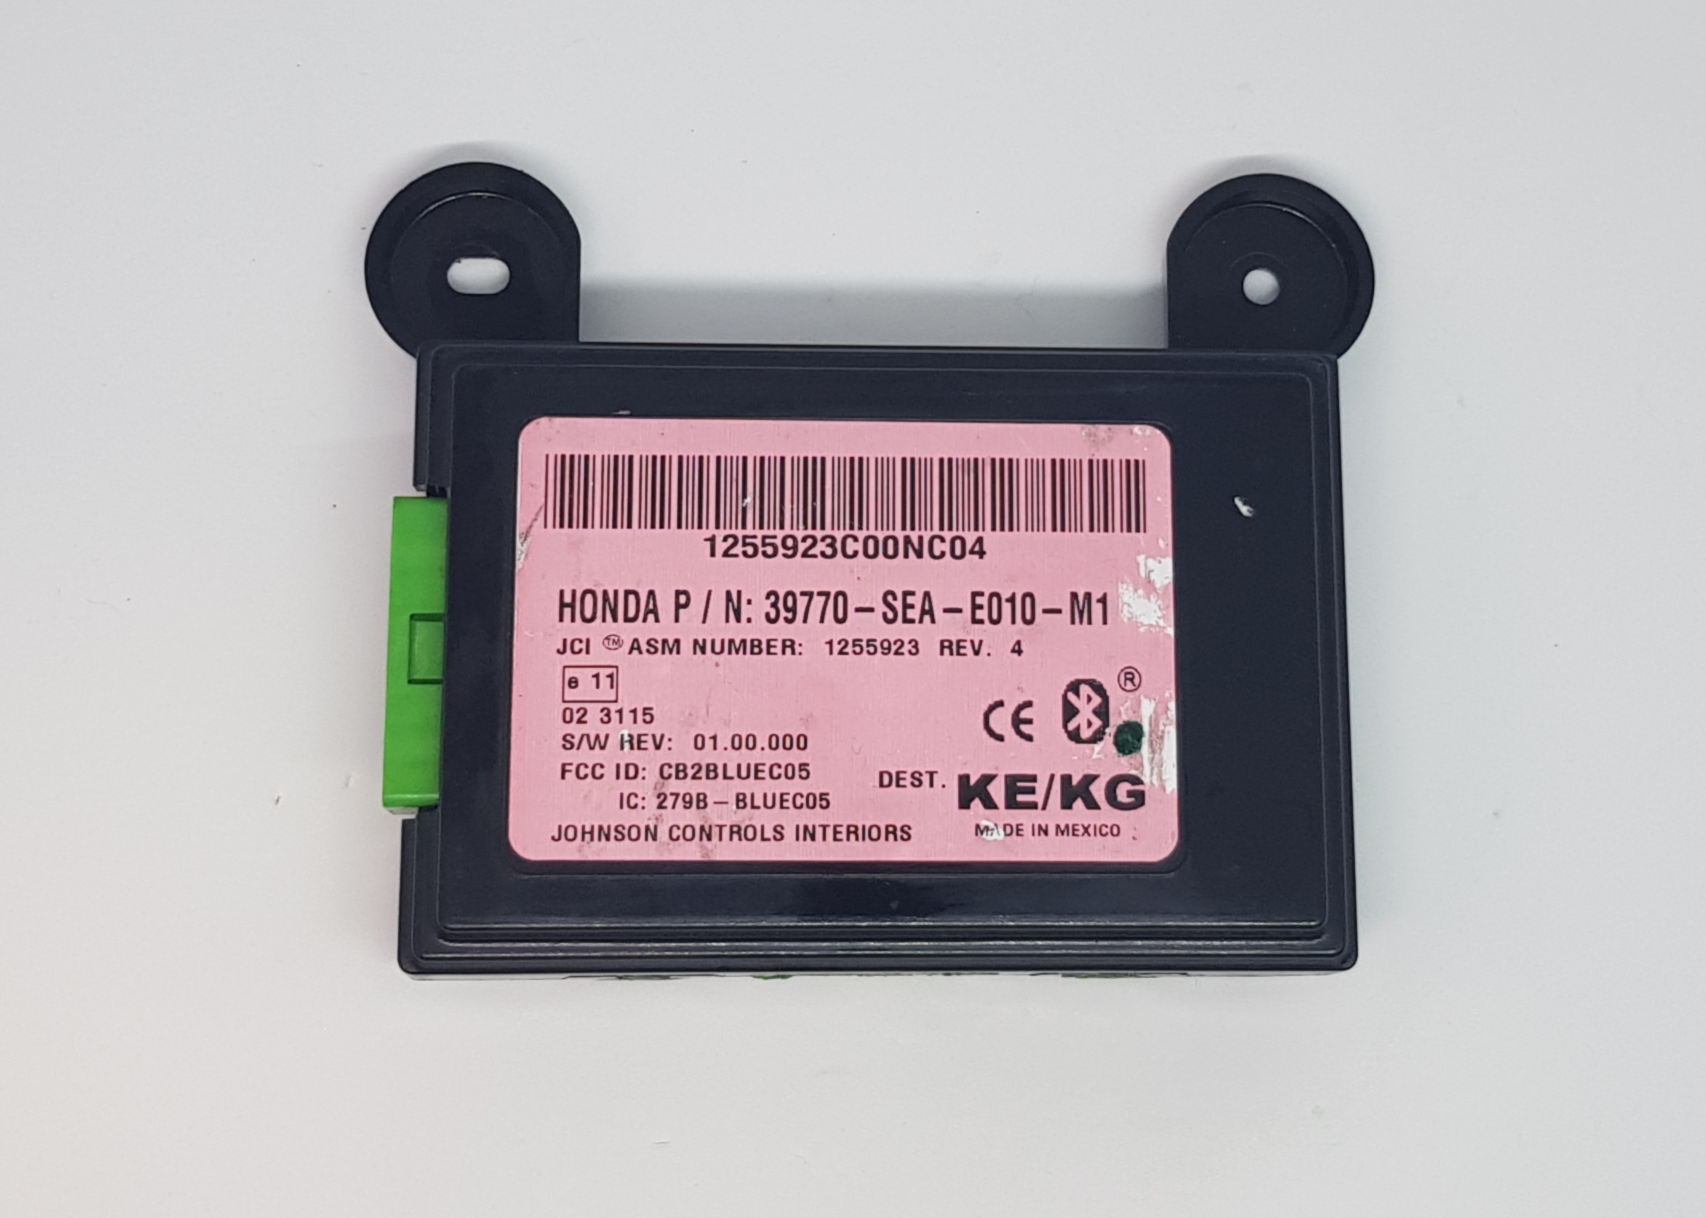 1255923C00NC04
HONDA P / N: 39770-SEA-E010-M1
JCI ™ ASM NUMBER: 1255923 REV. 4
e 11
02 3115
CE ®
S/W REV: 01.00.000
FCC ID: CB2BLUEC05
IC: 279B-BLUEC05
DEST. KE/KG
JOHNSON CONTROLS INTERIORS
MADE IN MEXICO